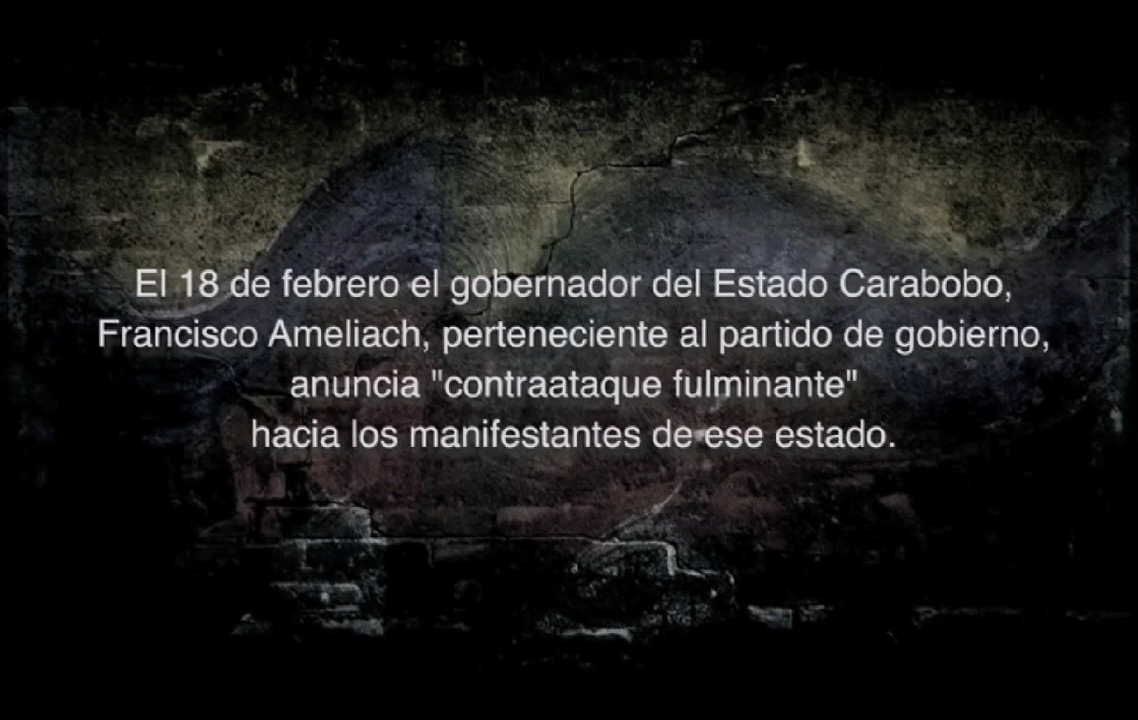 El 18 de febrero el gobernador del Estado Carabobo,
Francisco Ameliach, perteneciente al partido de gobierno,
anuncia "contraataque fulminante"
hacia los manifestantes de ese estado.